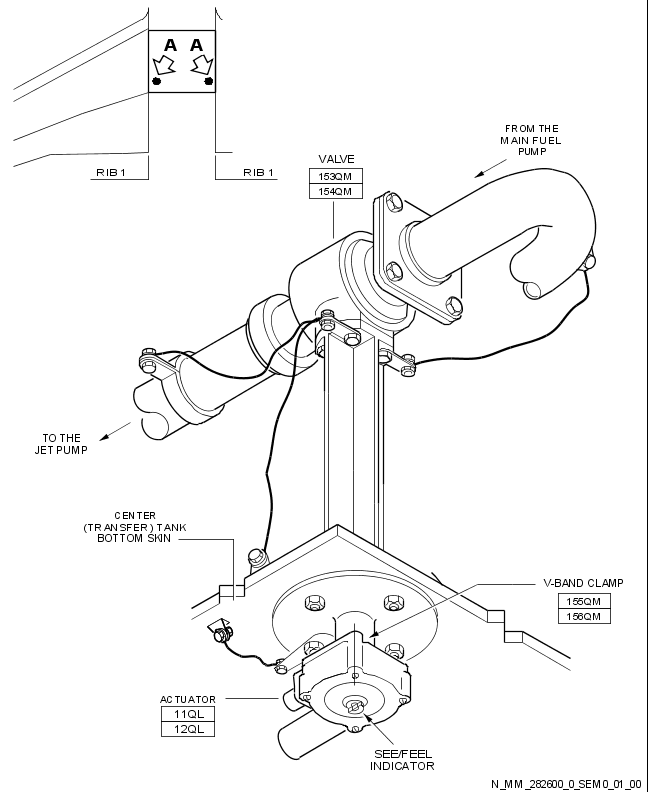 A A
RIB 1
RIB 1
FROM THE
MAIN FUEL
PUMP
VALVE
153QM
154QM
TO THE
JET PUMP
CENTER
(TRANSFER) TANK
BOTTOM SKIN
V-BAND CLAMP
155QM
156QM
ACTUATOR
11QL
12QL
SEE/FEEL
INDICATOR
N_MM_282600_0_SEM0_01_00